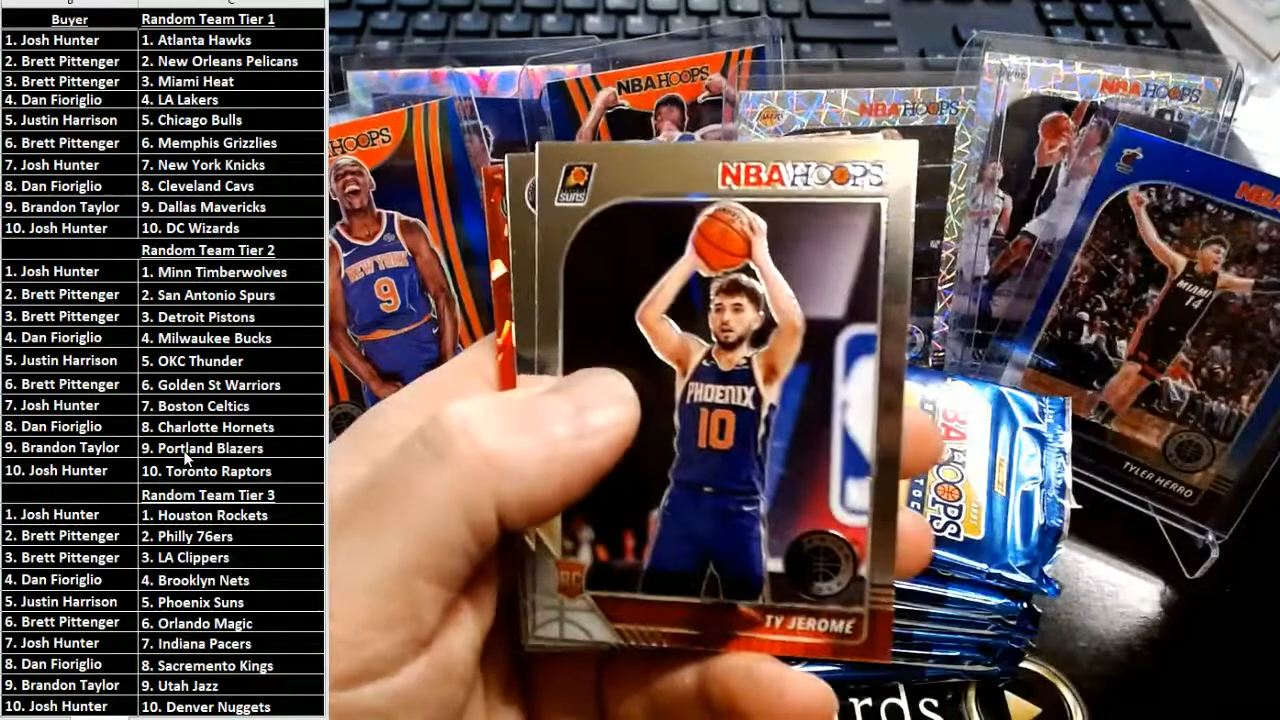 Buyer Random Team Tier 1
1. Josh Hunter 1. Atlanta Hawks
2. Brett Pittenger 2. New Orleans Pelicans
3. Brett Pittenger 3. Miami Heat
4. Dan Fioriglio 4. LA Lakers
5. Justin Harrison 5. Chicago Bulls
6. Brett Pittenger 6. Memphis Grizzlies
7. Josh Hunter 7. New York Knicks
8. Dan Fioriglio 8. Cleveland Cavs
9. Brandon Taylor 9. Dallas Mavericks
10. Josh Hunter 10. DC Wizards
Random Team Tier 2
1. Josh Hunter 1. Minn Timberwolves
2. Brett Pittenger 2. San Antonio Spurs
3. Brett Pittenger 3. Detroit Pistons
4. Dan Fioriglio 4. Milwaukee Bucks
5. Justin Harrison 5. OKC Thunder
6. Brett Pittenger 6. Golden St Warriors
7. Josh Hunter 7. Boston Celtics
8. Dan Fioriglio 8. Charlotte Hornets
9. Brandon Taylor 9. Portland Blazers
10. Josh Hunter 10. Toronto Raptors
Random Team Tier 3
1. Josh Hunter 1. Houston Rockets
2. Brett Pittenger 2. Philly 76ers
3. Brett Pittenger 3. LA Clippers
4. Dan Fioriglio 4. Brooklyn Nets
5. Justin Harrison 5. Phoenix Suns
6. Brett Pittenger 6. Orlando Magic
7. Josh Hunter 7. Indiana Pacers
8. Dan Fioriglio 8. Sacremento Kings
9. Brandon Taylor 9. Utah Jazz
10. Josh Hunter 10. Denver Nuggets
NBA HOOPS
NBA HOOPS
NBA HOOPS
HOOPS
NEW YORK
9
SUNS
NBA HOOPS
PHOENIX
10
RC
TY JEROME
NBA
MIAMI
14
TYLER HERRO
HOOPS
ards